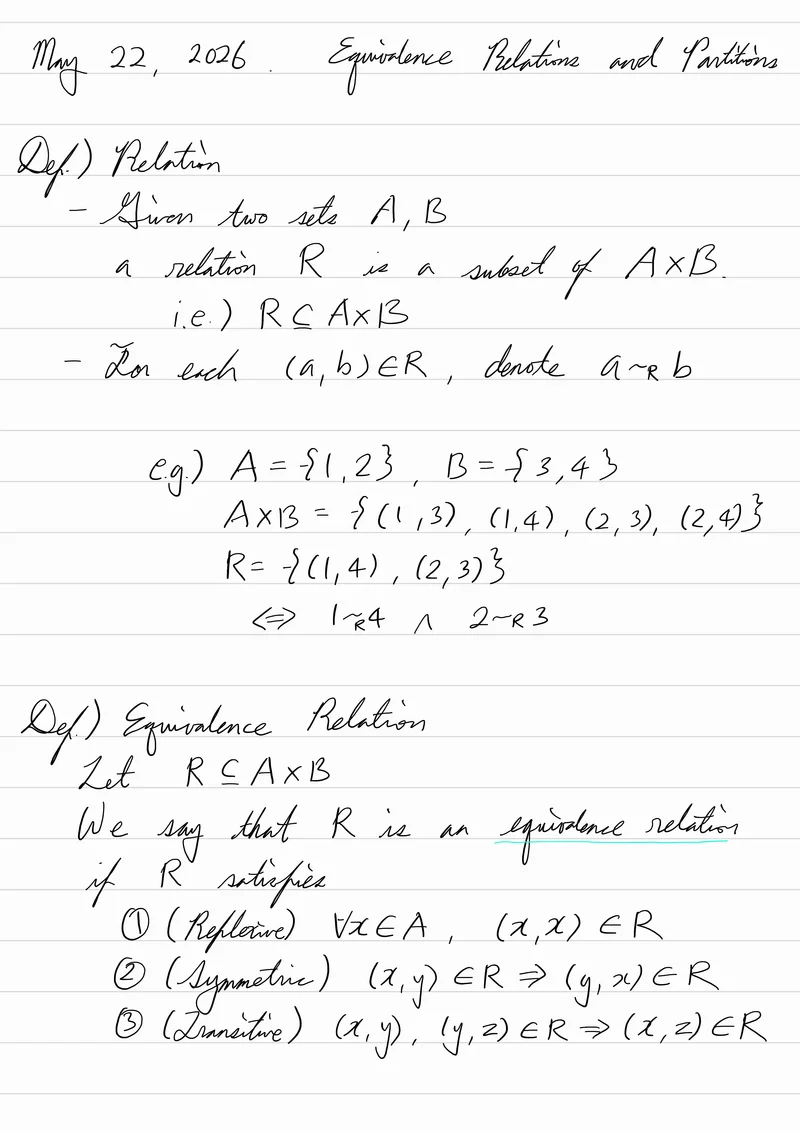 May 22, 2026. Equivalence Relations and Partitions
Def.) Relation
- Given two sets A, B
a relation R is a subset of A×B.
i.e.) R ⊆ A×B
- For each (a, b) ∈ R, denote a ~R b
e.g.) A = {1, 2}, B = {3, 4}
A×B = {(1, 3), (1, 4), (2, 3), (2, 4)}
R = {(1, 4), (2, 3)}
⇔ 1 ~R 4 ∧ 2 ~R 3
Def.) Equivalence Relation
Let R ⊆ A×B
We say that R is an equivalence relation
if R satisfies
① (Reflexive) ∀x ∈ A, (x, x) ∈ R
② (Symmetric) (x, y) ∈ R ⇒ (y, x) ∈ R
③ (Transitive) (x, y), (y, z) ∈ R ⇒ (x, z) ∈ R